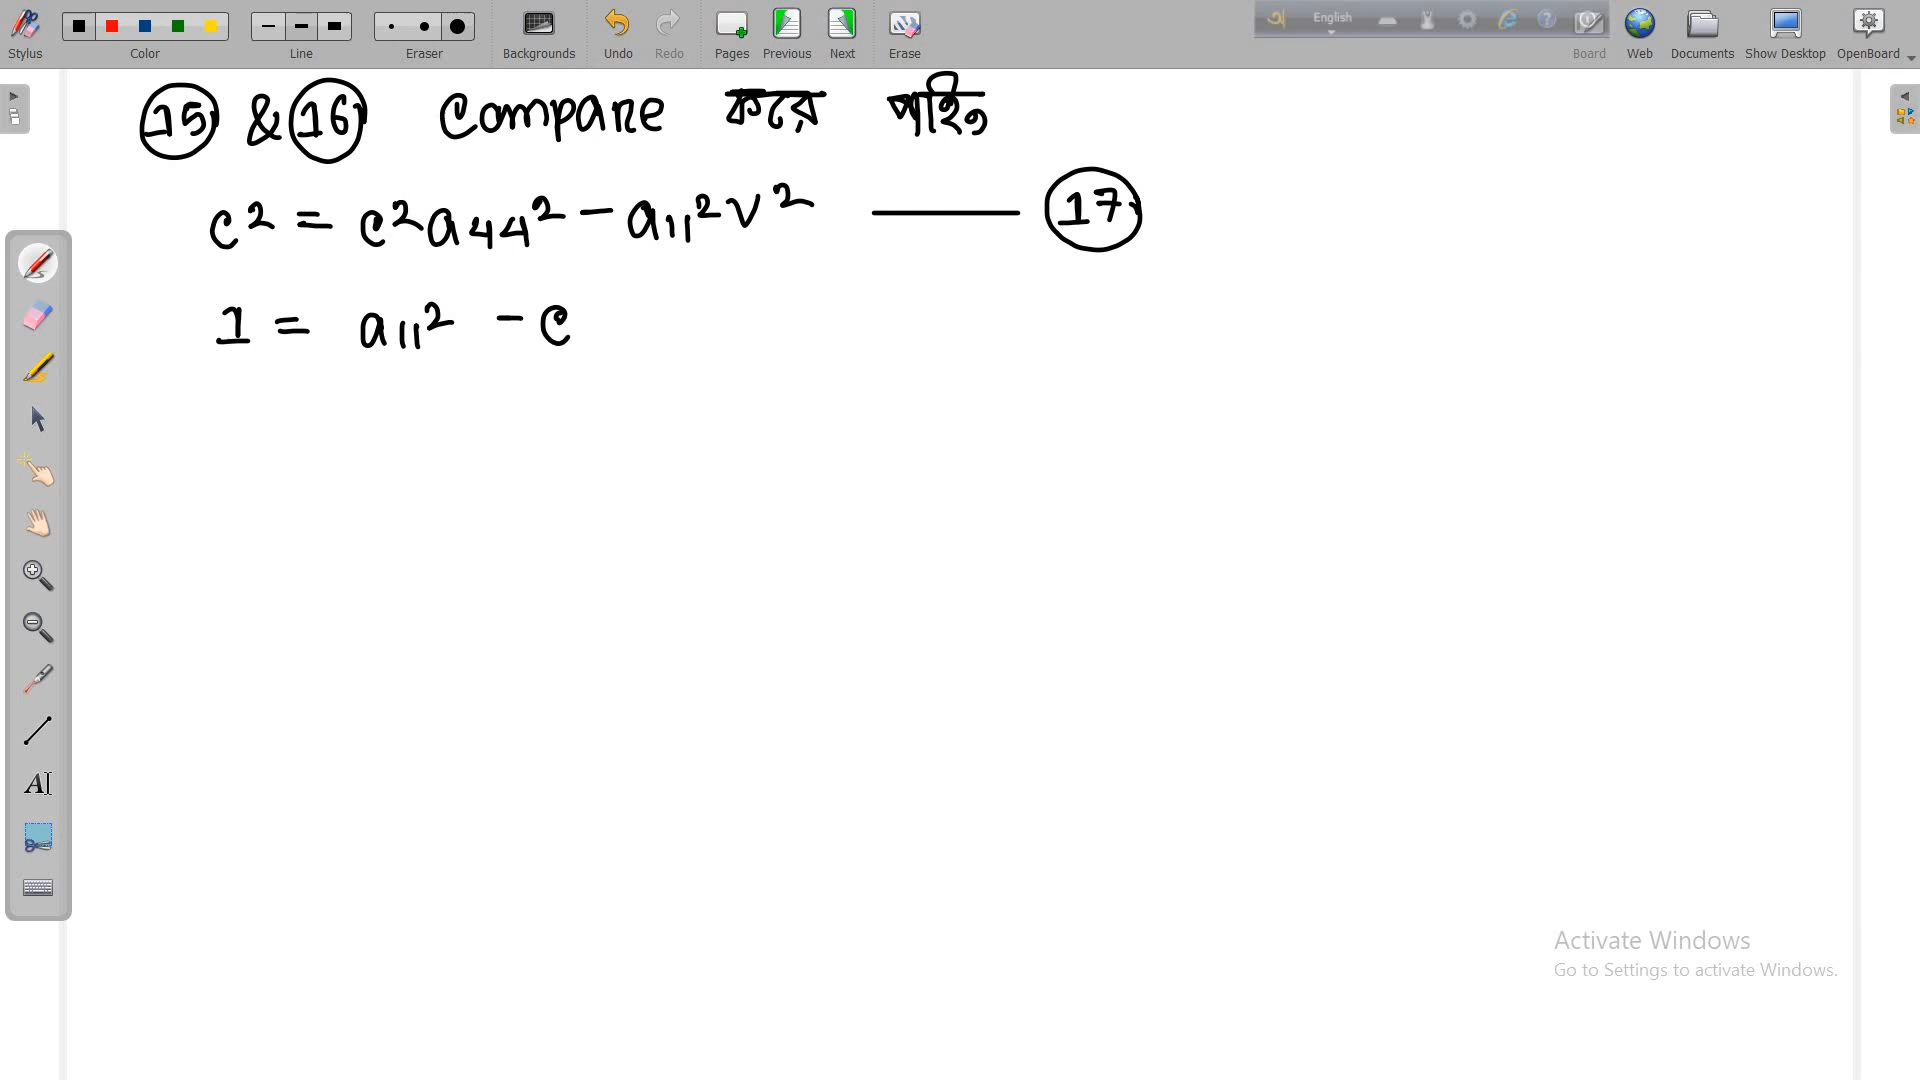 Stylus
Color
Line
Eraser
Backgrounds
Undo
Redo
Pages
Previous
Next
Erase
English
Board
Web
Documents
Show Desktop
OpenBoard
15 & 16 Compare করে পাই
c² = c²a₄₄² − a₁₁²v² —— 17
1 = a₁₁² − c
Activate Windows
Go to Settings to activate Windows.